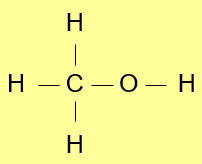 H
H — C — O — H
H